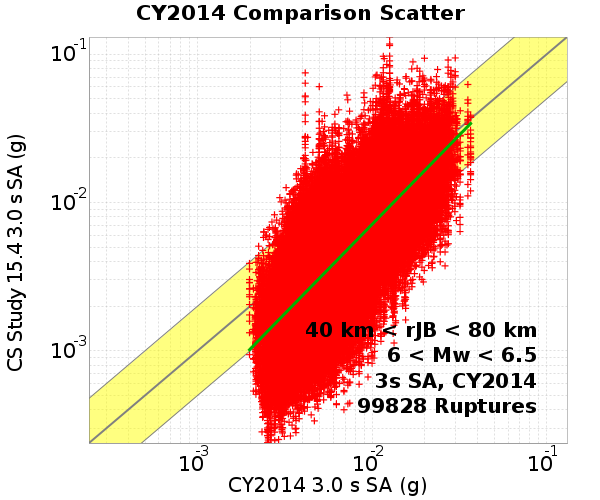 CY2014 Comparison Scatter
CS Study 15.4 3.0 s SA (g)
10-1
10-2
10-3
40 km < rJB < 80 km
6 < Mw < 6.5
3s SA, CY2014
99828 Ruptures
10-3 10-2 10-1
CY2014 3.0 s SA (g)